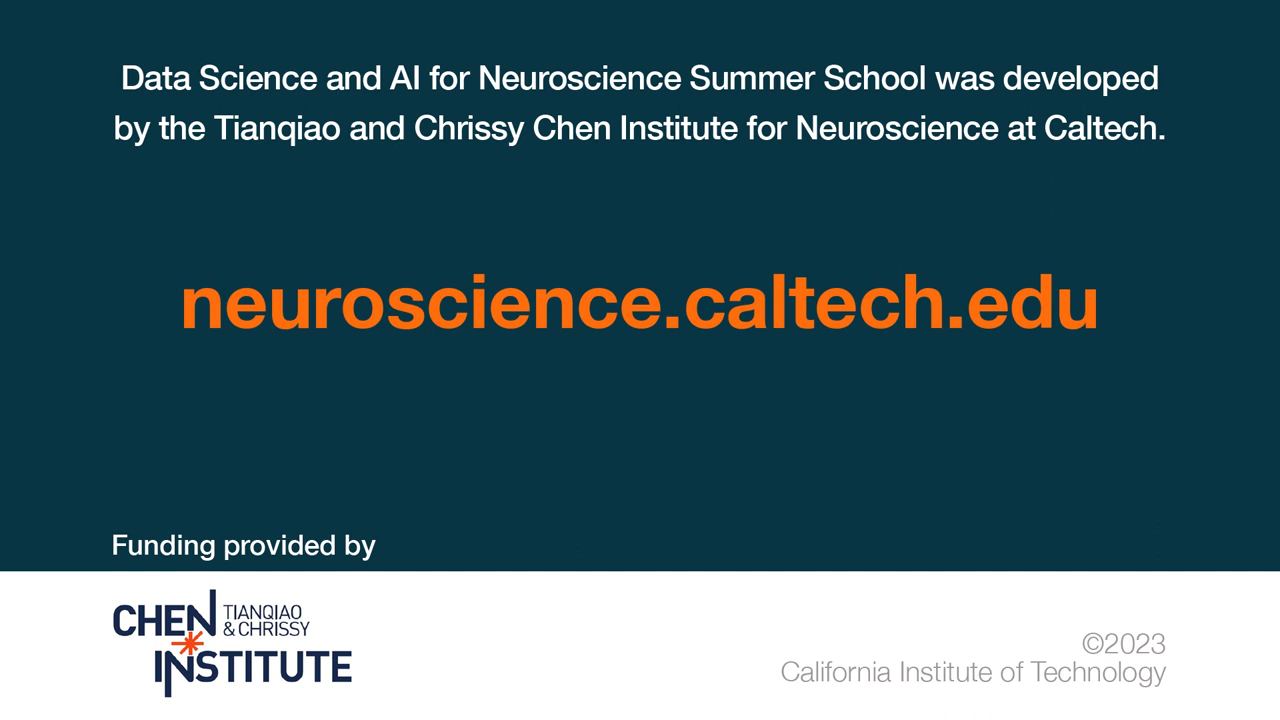 Data Science and AI for Neuroscience Summer School was developed
by the Tianqiao and Chrissy Chen Institute for Neuroscience at Caltech.
neuroscience.caltech.edu
Funding provided by
CHEN TIANQIAO
& CHRISSY
INSTITUTE
©2023
California Institute of Technology